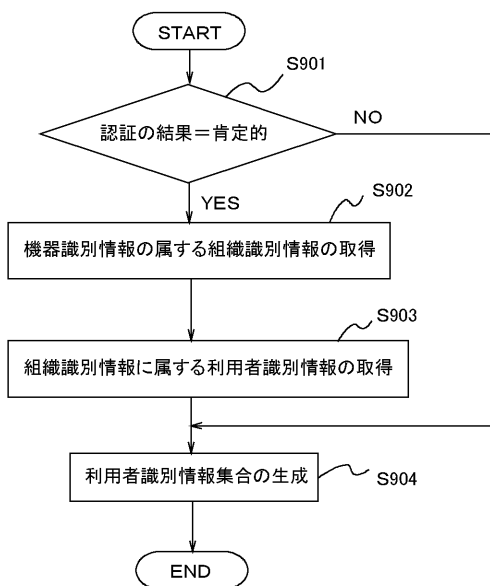 START
S901
認証の結果＝肯定的
NO
YES
S902
機器識別情報の属する組織識別情報の取得
S903
組織識別情報に属する利用者識別情報の取得
利用者識別情報集合の生成
S904
END